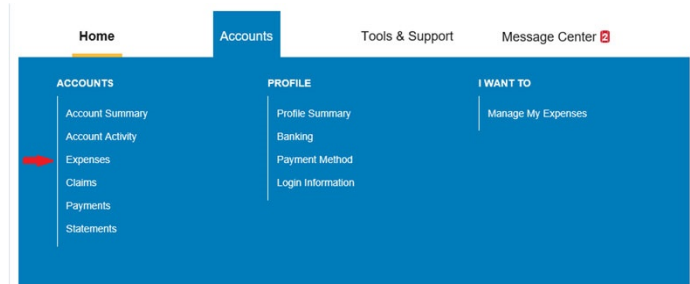 Home
Accounts
Tools & Support
Message Center 2
ACCOUNTS
Account Summary
Account Activity
Expenses
Claims
Payments
Statements
PROFILE
Profile Summary
Banking
Payment Method
Login Information
I WANT TO
Manage My Expenses